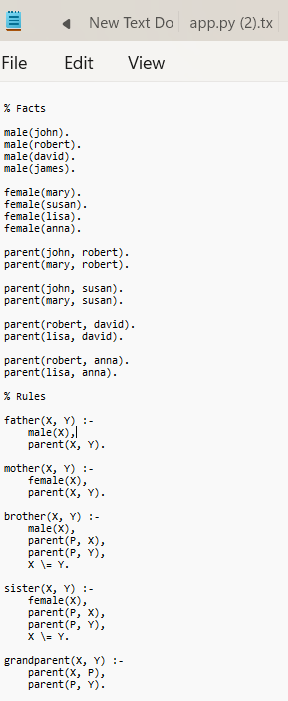 New Text Do
app.py (2).tx
File Edit View
% Facts
male(john).
male(robert).
male(david).
male(james).
female(mary).
female(susan).
female(lisa).
female(anna).
parent(john, robert).
parent(mary, robert).
parent(john, susan).
parent(mary, susan).
parent(robert, david).
parent(lisa, david).
parent(robert, anna).
parent(lisa, anna).
% Rules
father(X, Y) :-
    male(X),
    parent(X, Y).
mother(X, Y) :-
    female(X),
    parent(X, Y).
brother(X, Y) :-
    male(X),
    parent(P, X),
    parent(P, Y),
    X \= Y.
sister(X, Y) :-
    female(X),
    parent(P, X),
    parent(P, Y),
    X \= Y.
grandparent(X, Y) :-
    parent(X, P),
    parent(P, Y).